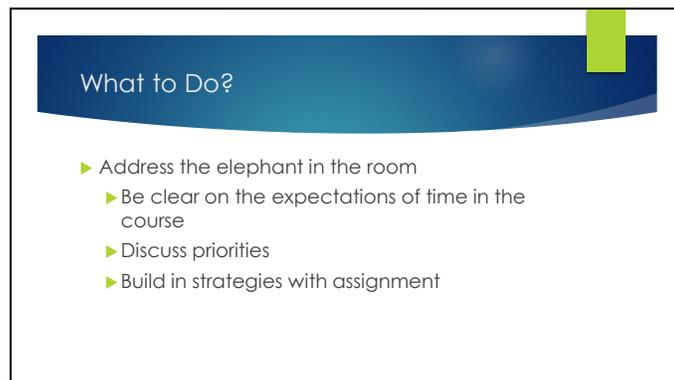 What to Do?
Address the elephant in the room
Be clear on the expectations of time in the
course
Discuss priorities
Build in strategies with assignment